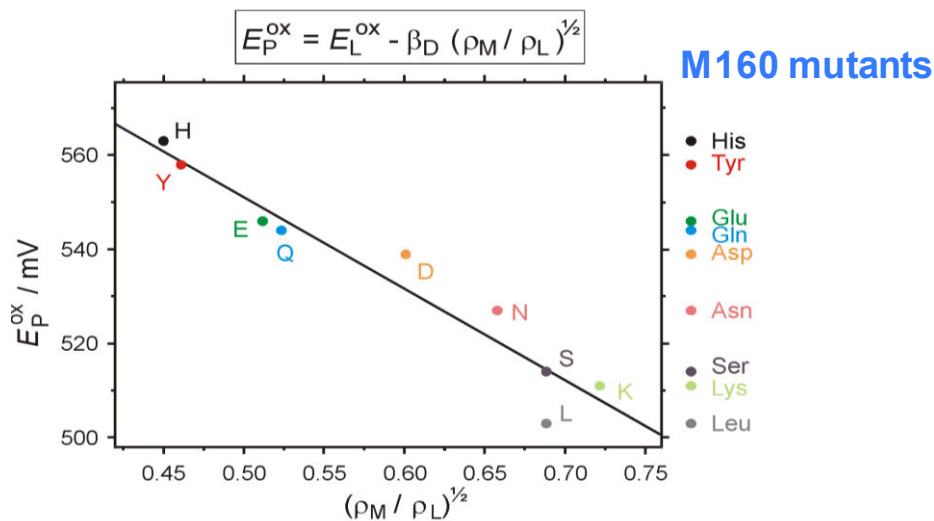 E_P^ox = E_L^ox - β_D (ρ_M / ρ_L)^½
M160 mutants
H
Y
E
Q
D
N
S
K
L
His
Tyr
Glu
Gln
Asp
Asn
Ser
Lys
Leu
560
540
520
500
E_P^ox / mV
0.45 0.50 0.55 0.60 0.65 0.70 0.75
(ρ_M / ρ_L)^½